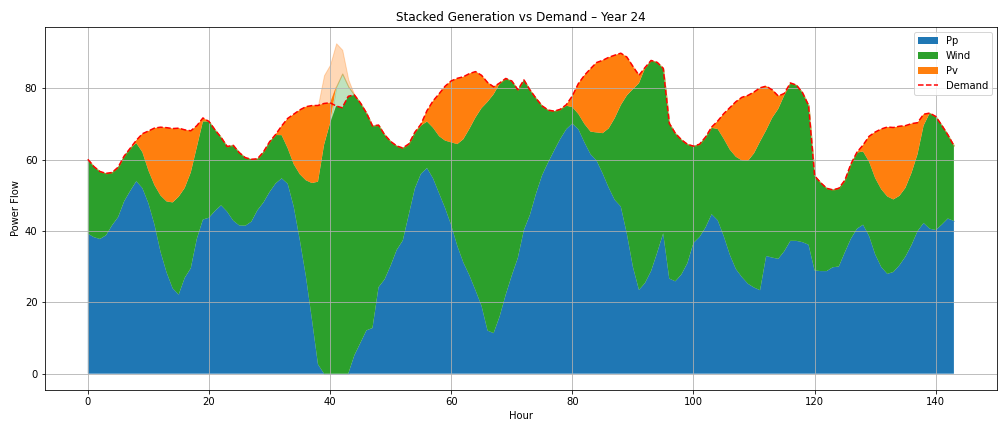 Stacked Generation vs Demand – Year 24
Pp
Wind
Pv
Demand
Power Flow
80
60
40
20
0
0 20 40 60 80 100 120 140
Hour